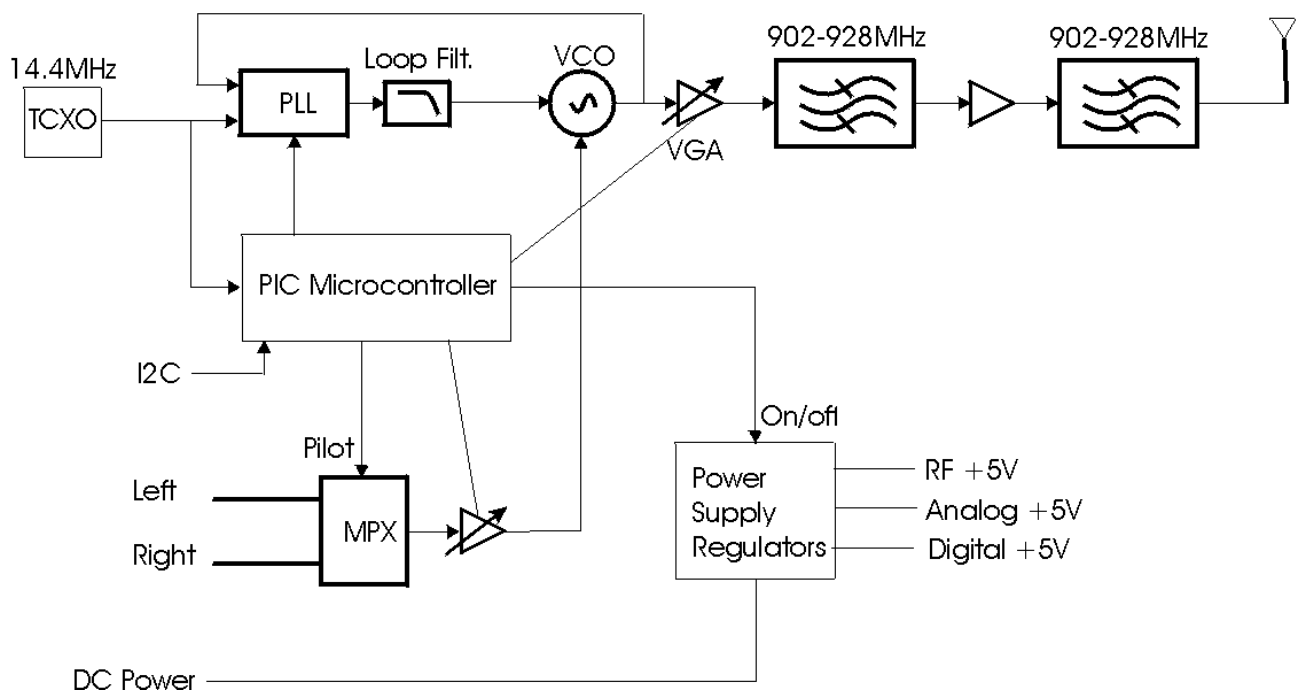 902-928MHz
902-928MHz
VCO
Loop Filt.
14.4MHz
PLL
TCXO
VGA
PIC Microcontroller
I2C
On/off
Pilot
Left
MPX
Right
Power
Supply
Regulators
RF +5V
Analog +5V
Digital +5V
DC Power